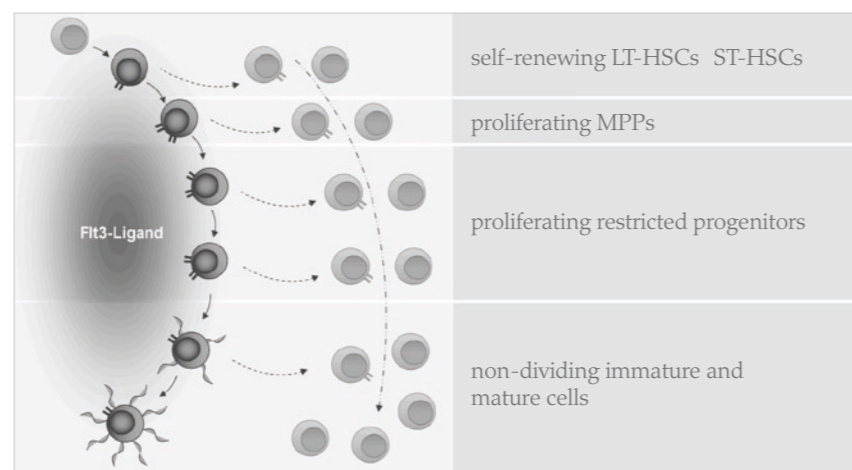 self-renewing LT-HSCs ST-HSCs
proliferating MPPs
proliferating restricted progenitors
Flt3-Ligand
non-dividing immature and
mature cells